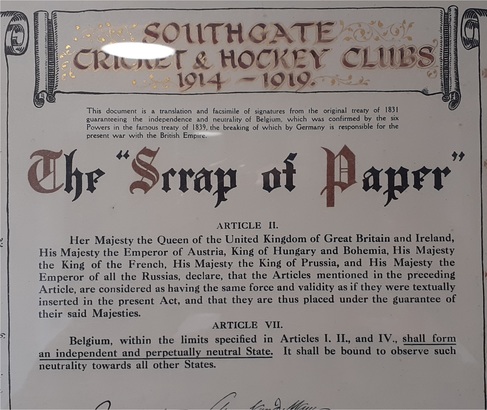 SOUTHGATE
CRICKET & HOCKEY CLUBS
1914 - 1919.
This document is a translation and facsimile of signatures from the original treaty of 1831
guaranteeing the independence and neutrality of Belgium, which was confirmed by the six
Powers in the famous treaty of 1839, the breaking of which by Germany is responsible for the
present war with the British Empire.
The "Scrap of Paper"
ARTICLE II.
Her Majesty the Queen of the United Kingdom of Great Britain and Ireland,
His Majesty the Emperor of Austria, King of Hungary and Bohemia, His Majesty
the King of the French, His Majesty the King of Prussia, and His Majesty the
Emperor of all the Russias, declare, that the Articles mentioned in the preceding
Article, are considered as having the same force and validity as if they were textually
inserted in the present Act, and that they are thus placed under the guarantee of
their said Majesties.
ARTICLE VII.
Belgium, within the limits specified in Articles I. II., and IV., shall form
an independent and perpetually neutral State. It shall be bound to observe such
neutrality towards all other States.